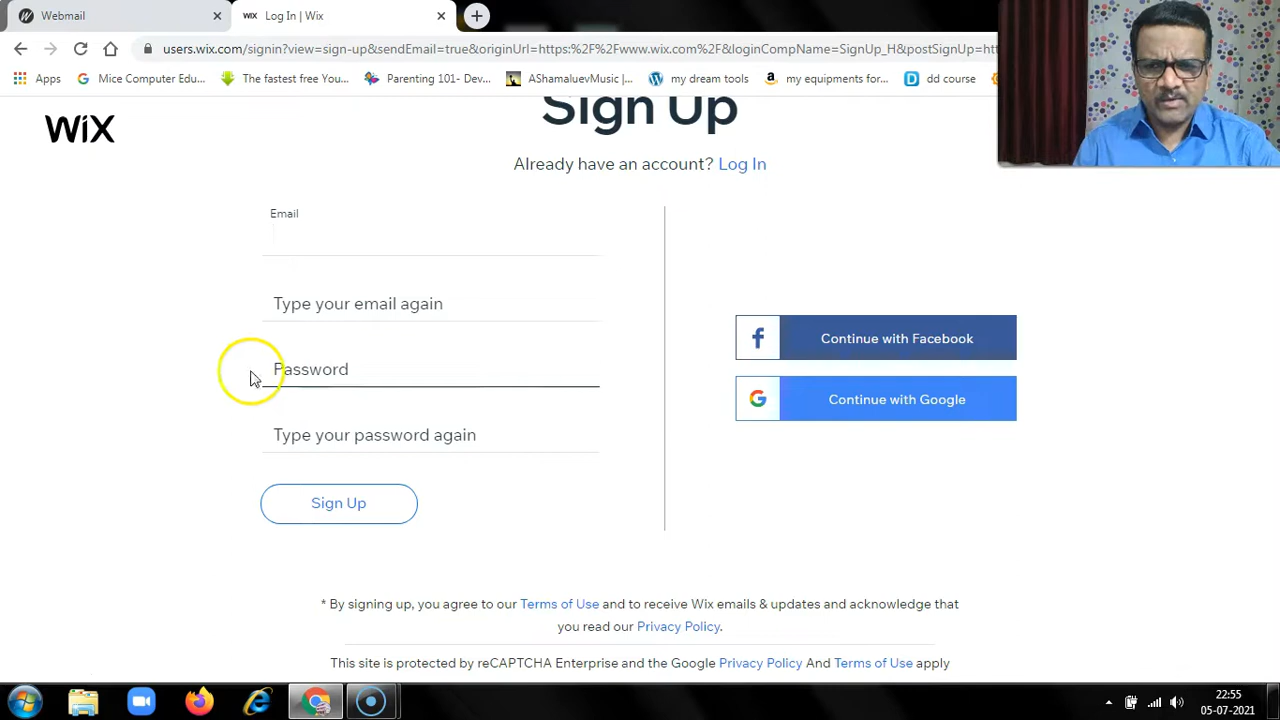 Webmail
WIX Log In | Wix
users.wix.com/signin?view=sign-up&sendEmail=true&originUrl=https:%2F%2Fwww.wix.com%2F&loginCompName=SignUp_H&postSignUp=ht
Apps
Mice Computer Edu...
The fastest free You...
Parenting 101- Dev...
AShamaluevMusic |...
my dream tools
my equipments for...
dd course
WiX
Sign Up
Already have an account? Log In
Email
Type your email again
Password
Type your password again
Sign Up
Continue with Facebook
Continue with Google
* By signing up, you agree to our Terms of Use and to receive Wix emails & updates and acknowledge that
you read our Privacy Policy.
This site is protected by reCAPTCHA Enterprise and the Google Privacy Policy And Terms of Use apply
22:55
05-07-2021